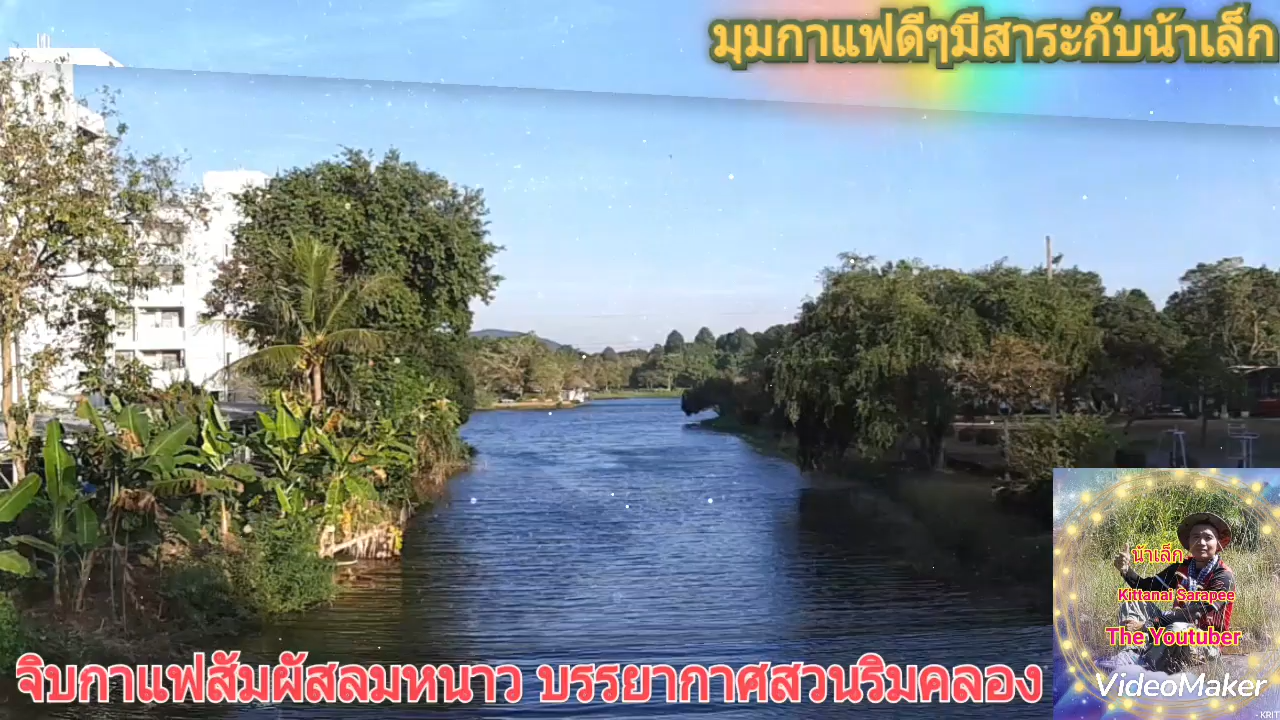 มุมกาแฟดีๆมีสาระกับน้าเล็ก
น้าเล็ก
Kittanai Sarapee
The Youtuber
VideoMaker
- KRIT
จิบกาแฟสัมผัสลมหนาว บรรยากาศสวนริมคลอง